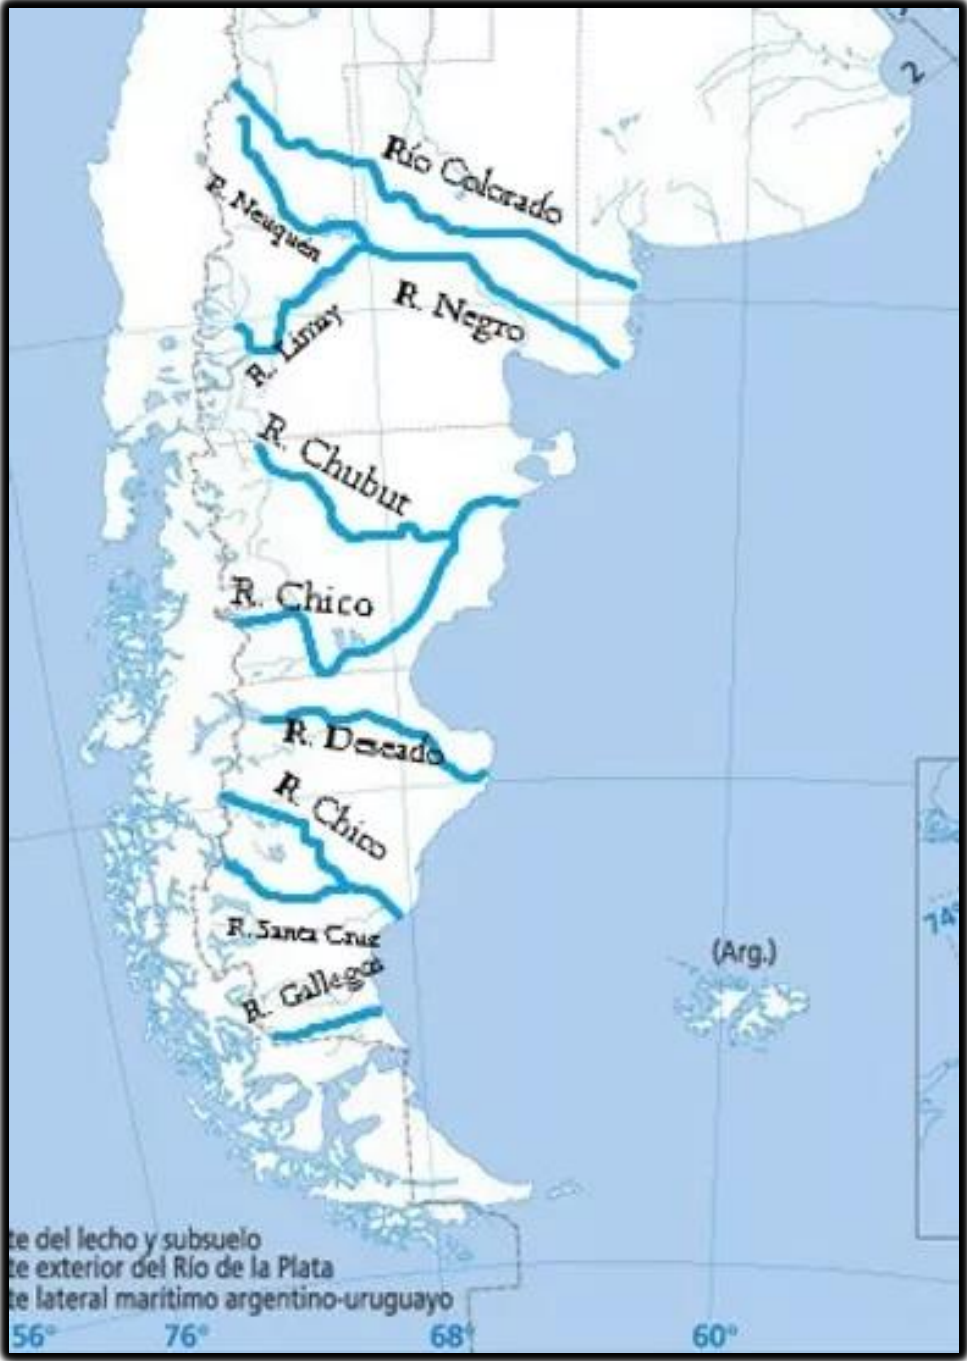 2
Río Colorado
R. Neuquén
R. Negro
R. Limay
R. Chubut
R. Chico
R. Deseado
R. Chico
R. Santa Cruz
R. Gallegos
(Arg.)
74°
te del lecho y subsuelo
te exterior del Río de la Plata
te lateral marítimo argentino-uruguayo
56° 76° 68° 60°